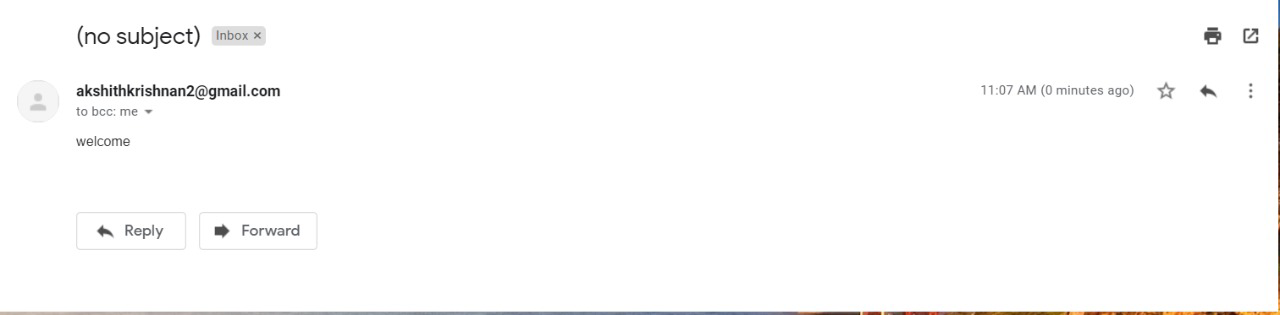 (no subject) Inbox ×
akshithkrishnan2@gmail.com 11:07 AM (0 minutes ago)
to bcc: me
welcome
Reply Forward